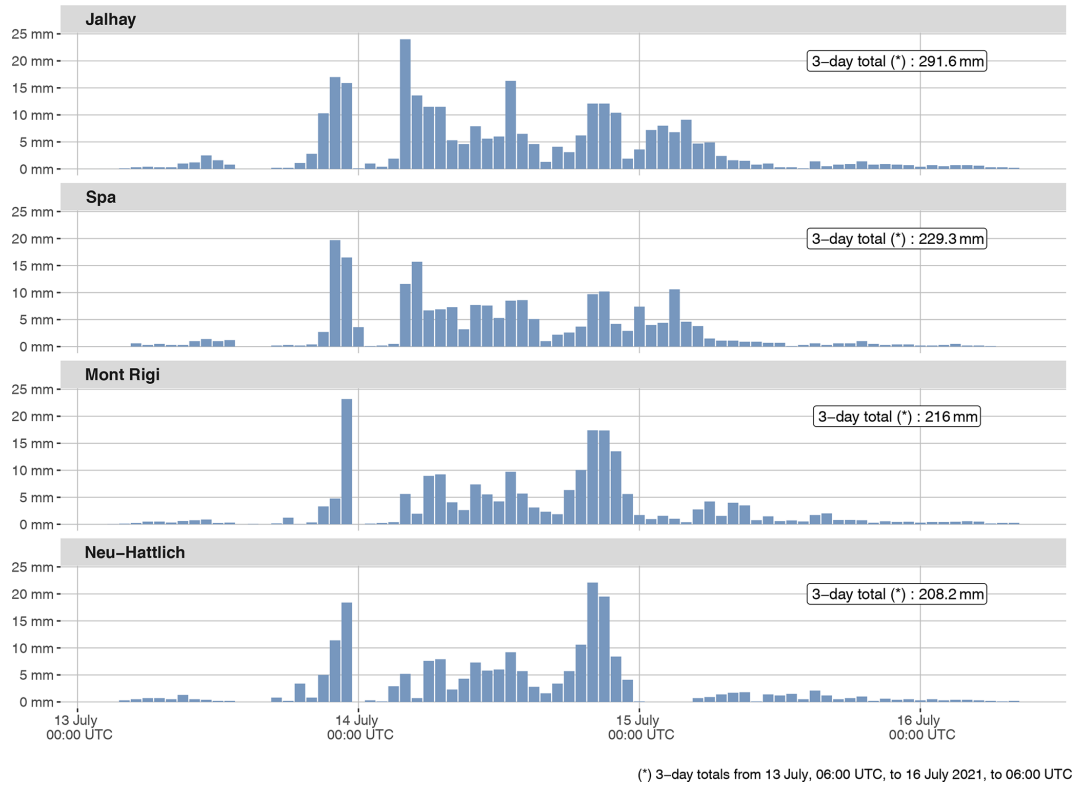 Jalhay
25 mm
20 mm
15 mm
10 mm
5 mm
0 mm
3−day total (*) : 291.6 mm
Spa
25 mm
20 mm
15 mm
10 mm
5 mm
0 mm
3−day total (*) : 229.3 mm
Mont Rigi
25 mm
20 mm
15 mm
10 mm
5 mm
0 mm
3−day total (*) : 216 mm
Neu−Hattlich
25 mm
20 mm
15 mm
10 mm
5 mm
0 mm
3−day total (*) : 208.2 mm
13 July
00:00 UTC
14 July
00:00 UTC
15 July
00:00 UTC
16 July
00:00 UTC
(*) 3−day totals from 13 July, 06:00 UTC, to 16 July 2021, to 06:00 UTC